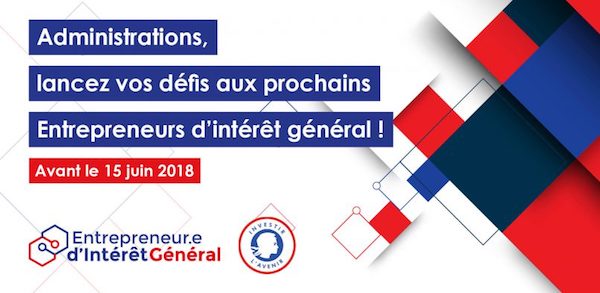 Administrations,
lancez vos défis aux prochains
Entrepreneurs d'intérêt général !
Avant le 15 juin 2018
Entrepreneur.e
d'IntérêtGénéral
INVESTIR
L'AVENIR